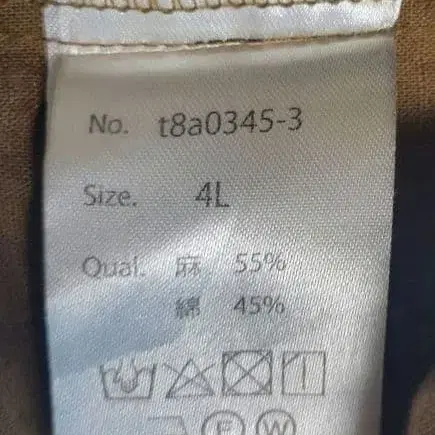 No. t8a0345-3
Size. 4L
Qual. 麻 55%
綿 45%
F W